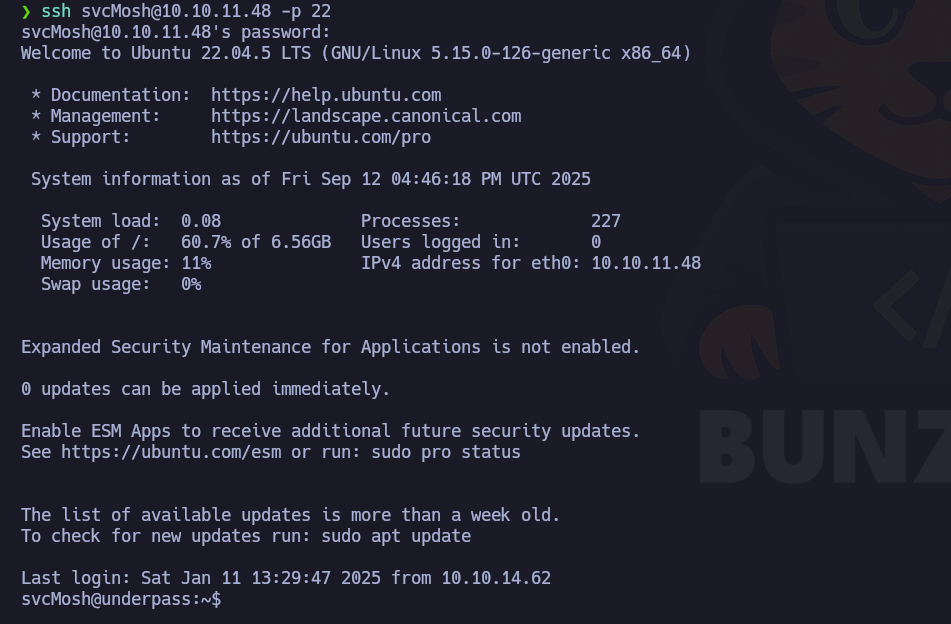 ❯ ssh svcMosh@10.10.11.48 -p 22
svcMosh@10.10.11.48's password:
Welcome to Ubuntu 22.04.5 LTS (GNU/Linux 5.15.0-126-generic x86_64)
* Documentation:  https://help.ubuntu.com
* Management:     https://landscape.canonical.com
* Support:        https://ubuntu.com/pro
System information as of Fri Sep 12 04:46:18 PM UTC 2025
System load:  0.08               Processes:             227
Usage of /:   60.7% of 6.56GB   Users logged in:       0
Memory usage: 11%               IPv4 address for eth0: 10.10.11.48
Swap usage:   0%
Expanded Security Maintenance for Applications is not enabled.
0 updates can be applied immediately.
Enable ESM Apps to receive additional future security updates.
See https://ubuntu.com/esm or run: sudo pro status
The list of available updates is more than a week old.
To check for new updates run: sudo apt update
Last login: Sat Jan 11 13:29:47 2025 from 10.10.14.62
svcMosh@underpass:~$